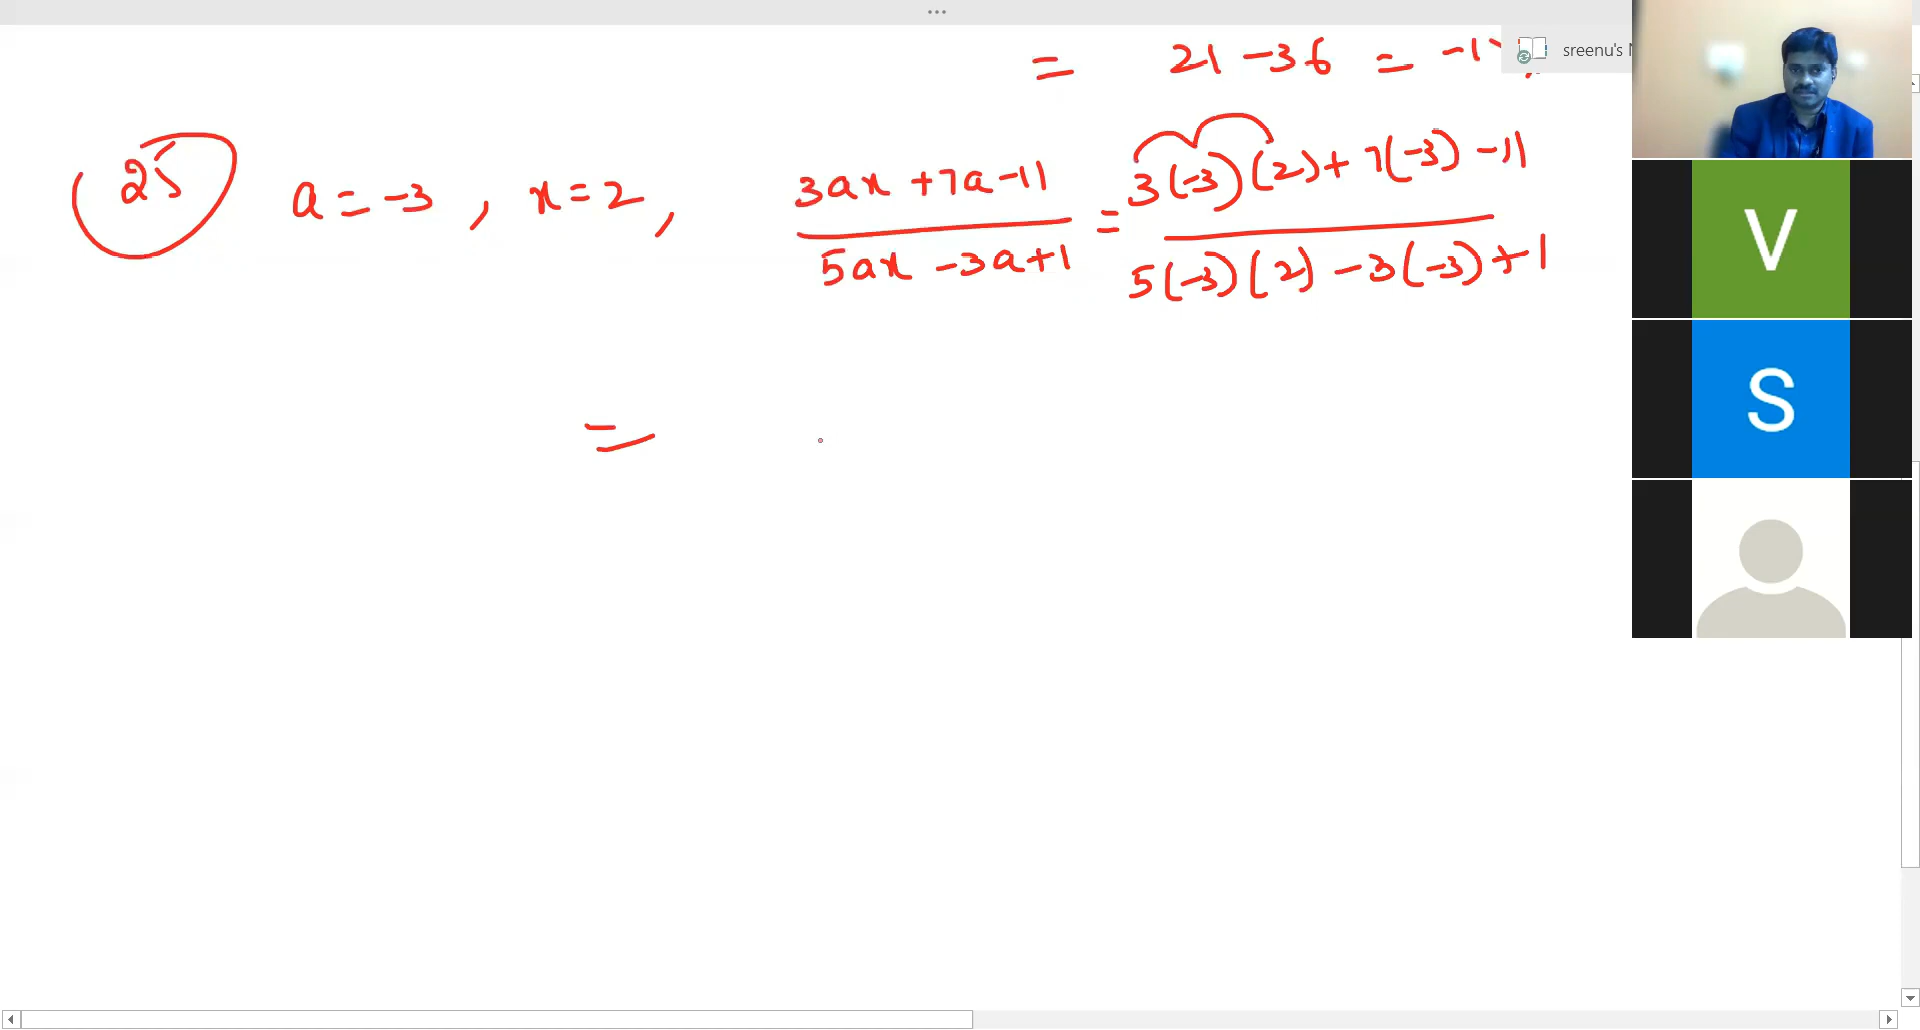 = 21 - 36 =
sreenu's
25 a = -3 , x = 2 , (3ax + 7a - 11)/(5ax - 3a + 1) = (3(-3)(2) + 7(-3) - 11)/(5(-3)(2) - 3(-3) + 1)
=
V
S